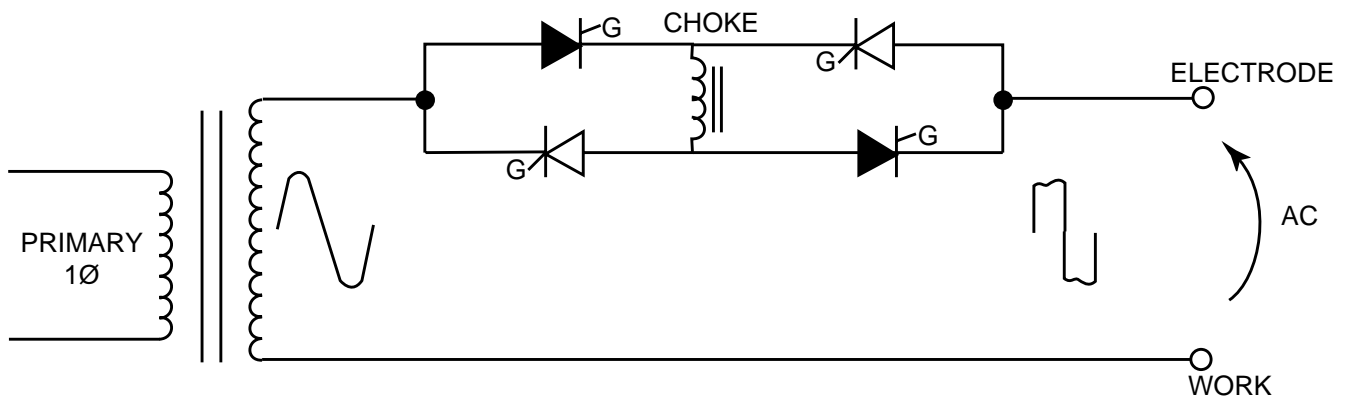 CHOKE
G
G
ELECTRODE
G
G
PRIMARY
1Ø
AC
WORK